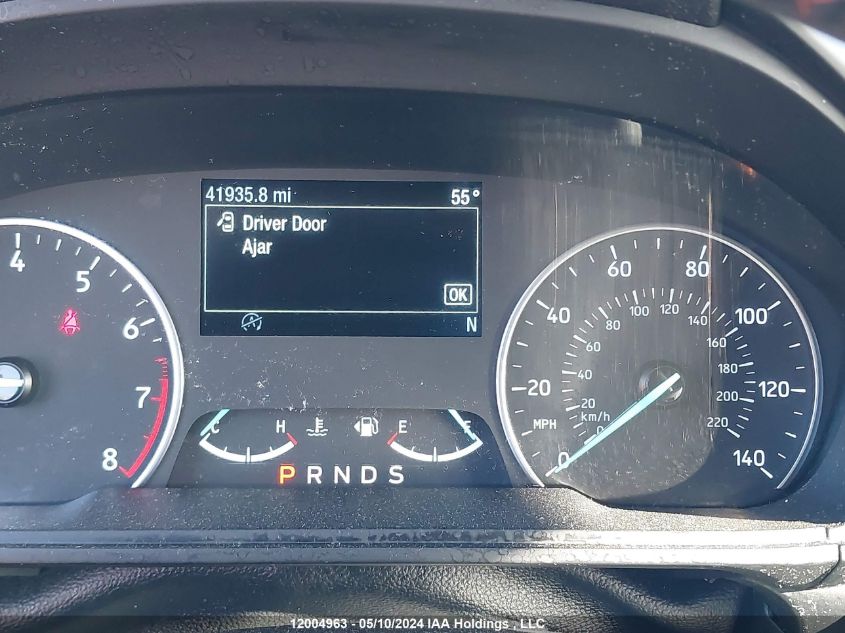 41935.8 mi 55°
Driver Door
Ajar
OK
N
4
5
6
7
8
C H E F
P R N D S
0 20 40 60 80 100 120 140
MPH
0 20 40 60 80 100 120 140 160 180 200 220
km/h
12004963 - 05/10/2024 IAA Holdings , LLC